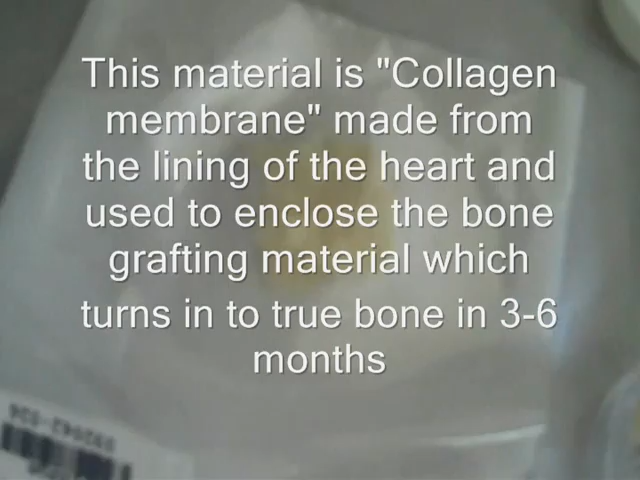 This material is "Collagen
membrane" made from
the lining of the heart and
used to enclose the bone
grafting material which
turns in to true bone in 3-6
months